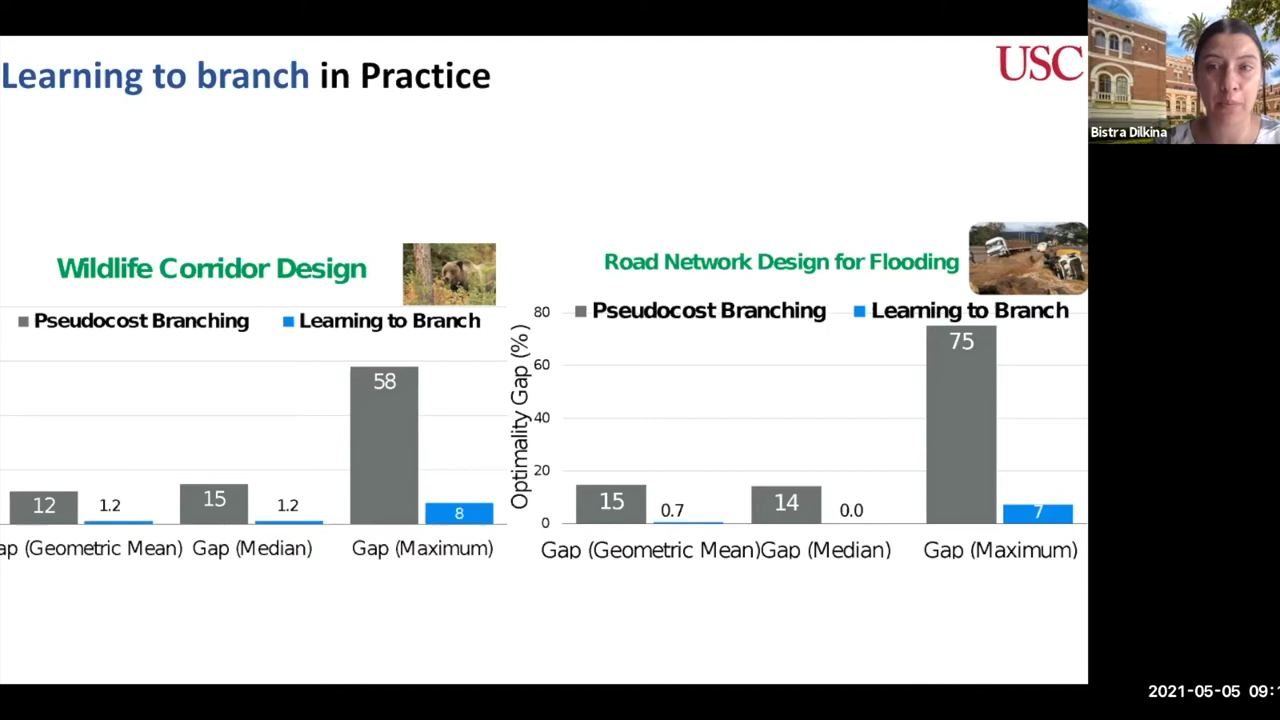 Learning to branch in Practice
USC
Bistra Dilkina
Wildlife Corridor Design
Pseudocost Branching
Learning to Branch
58
12
1.2
15
1.2
8
ap (Geometric Mean)
Gap (Median)
Gap (Maximum)
Road Network Design for Flooding
Pseudocost Branching
Learning to Branch
Optimality Gap (%)
80
60
40
20
0
75
15
0.7
14
0.0
7
Gap (Geometric Mean)
Gap (Median)
Gap (Maximum)
2021-05-05 09: